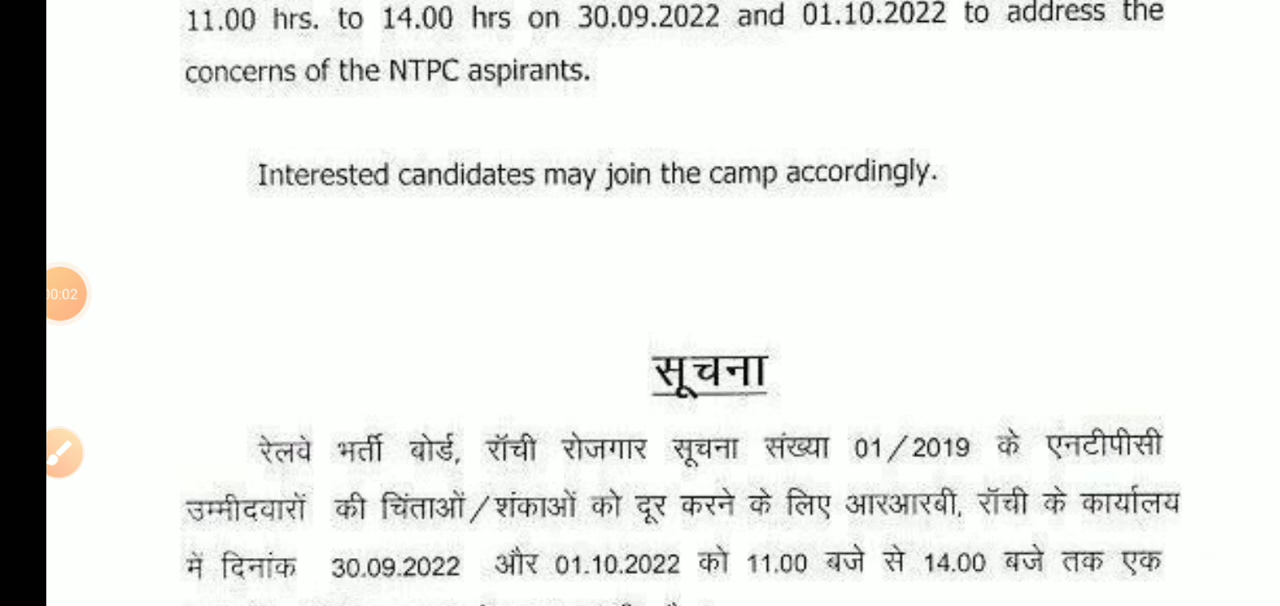 11.00 hrs. to 14.00 hrs on 30.09.2022 and 01.10.2022 to address the
concerns of the NTPC aspirants.
Interested candidates may join the camp accordingly.
00:02
सूचना
रेलवे भर्ती बोर्ड, रॉची रोजगार सूचना संख्या 01/2019 के एनटीपीसी
उम्मीदवारों की चिंताओं/शंकाओं को दूर करने के लिए आरआरबी, रॉची के कार्यालय
में दिनांक 30.09.2022 और 01.10.2022 को 11.00 बजे से 14.00 बजे तक एक